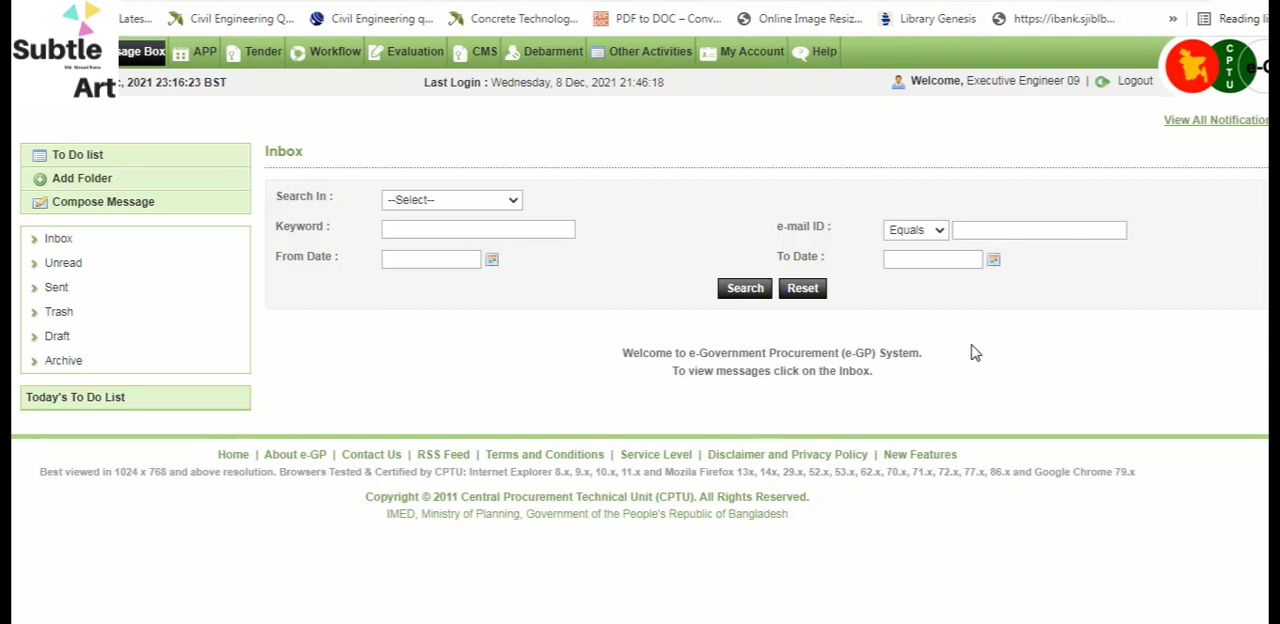 Lates... Civil Engineering Q... Civil Engineering q... Concrete Technolog... PDF to DOC – Conv... Online Image Resiz... Library Genesis https://ibank.sjiblb... » Reading li
Subtle
Art
sage Box APP Tender Workflow Evaluation CMS Debarment Other Activities My Account Help
CPTU e-G
, 2021 23:16:23 BST Last Login : Wednesday, 8 Dec, 2021 21:46:18 Welcome, Executive Engineer 09 | Logout
View All Notification
To Do list
Add Folder
Compose Message
Inbox
Unread
Sent
Trash
Draft
Archive
Today's To Do List
Inbox
Search In : --Select--
Keyword : e-mail ID : Equals
From Date : To Date :
Search Reset
Welcome to e-Government Procurement (e-GP) System.
To view messages click on the Inbox.
Home | About e-GP | Contact Us | RSS Feed | Terms and Conditions | Service Level | Disclaimer and Privacy Policy | New Features
Best viewed in 1024 x 768 and above resolution. Browsers Tested & Certified by CPTU: Internet Explorer 8.x, 9.x, 10.x, 11.x and Mozilla Firefox 13x, 14x, 29.x, 52.x, 53.x, 62.x, 70.x, 71.x, 72.x, 77.x, 86.x and Google Chrome 79.x
Copyright © 2011 Central Procurement Technical Unit (CPTU). All Rights Reserved.
IMED, Ministry of Planning, Government of the People's Republic of Bangladesh